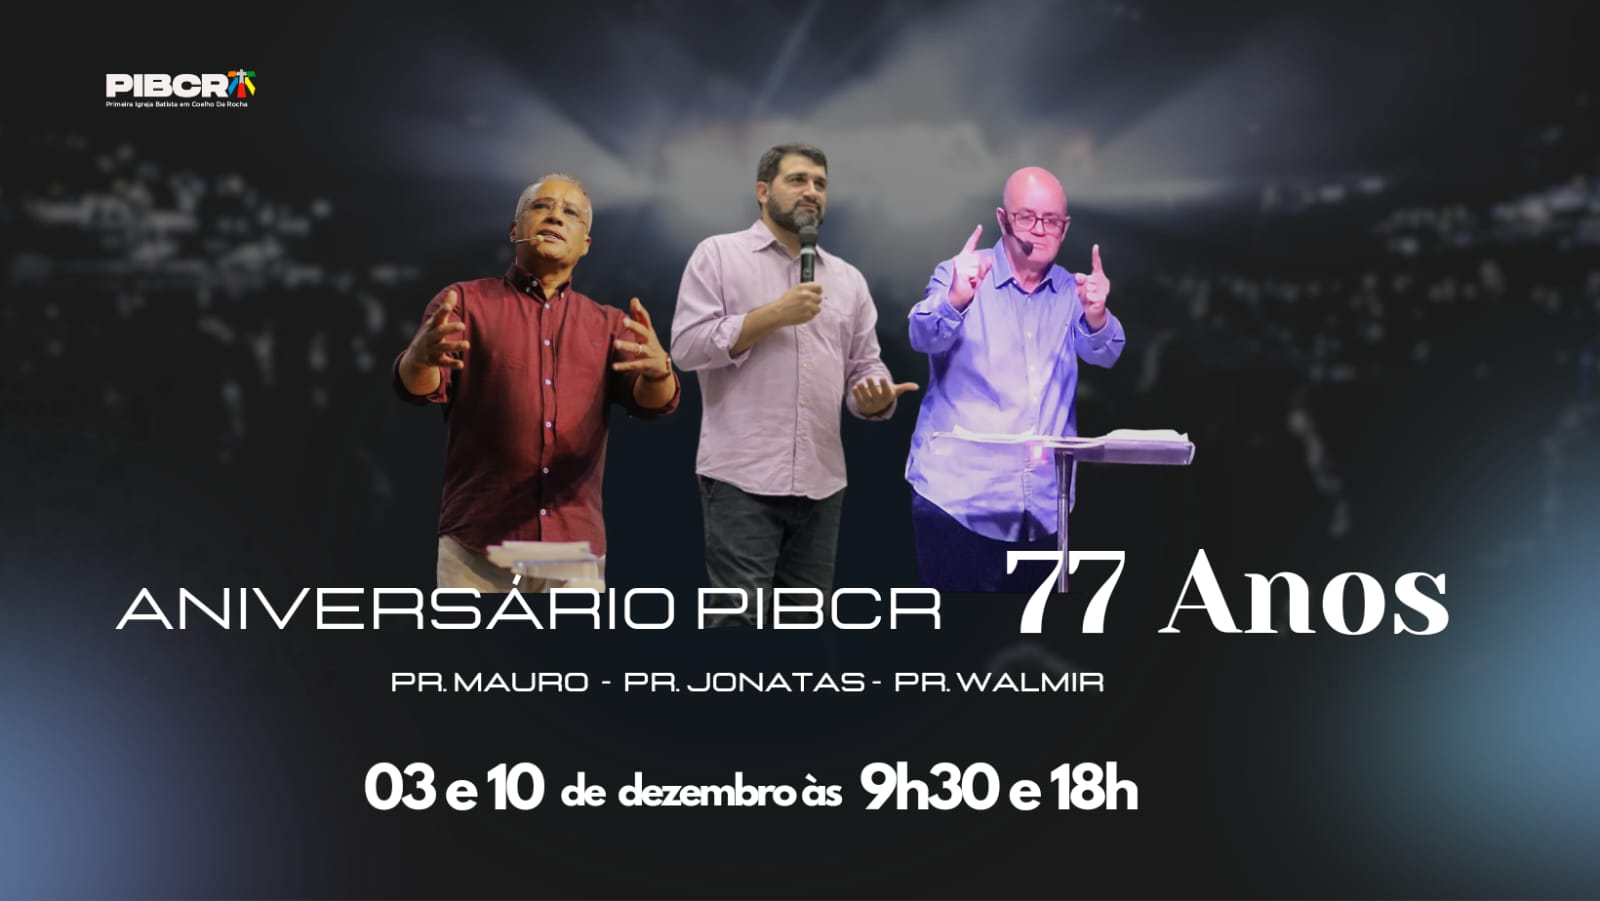 PIBCR
Primeira Igreja Batista em Coelho Da Rocha
ANIVERSÁRIO PIBCR 77 Anos
PR. MAURO - PR. JONATAS - PR. WALMIR
03 e 10 de dezembro às 9h30 e 18h